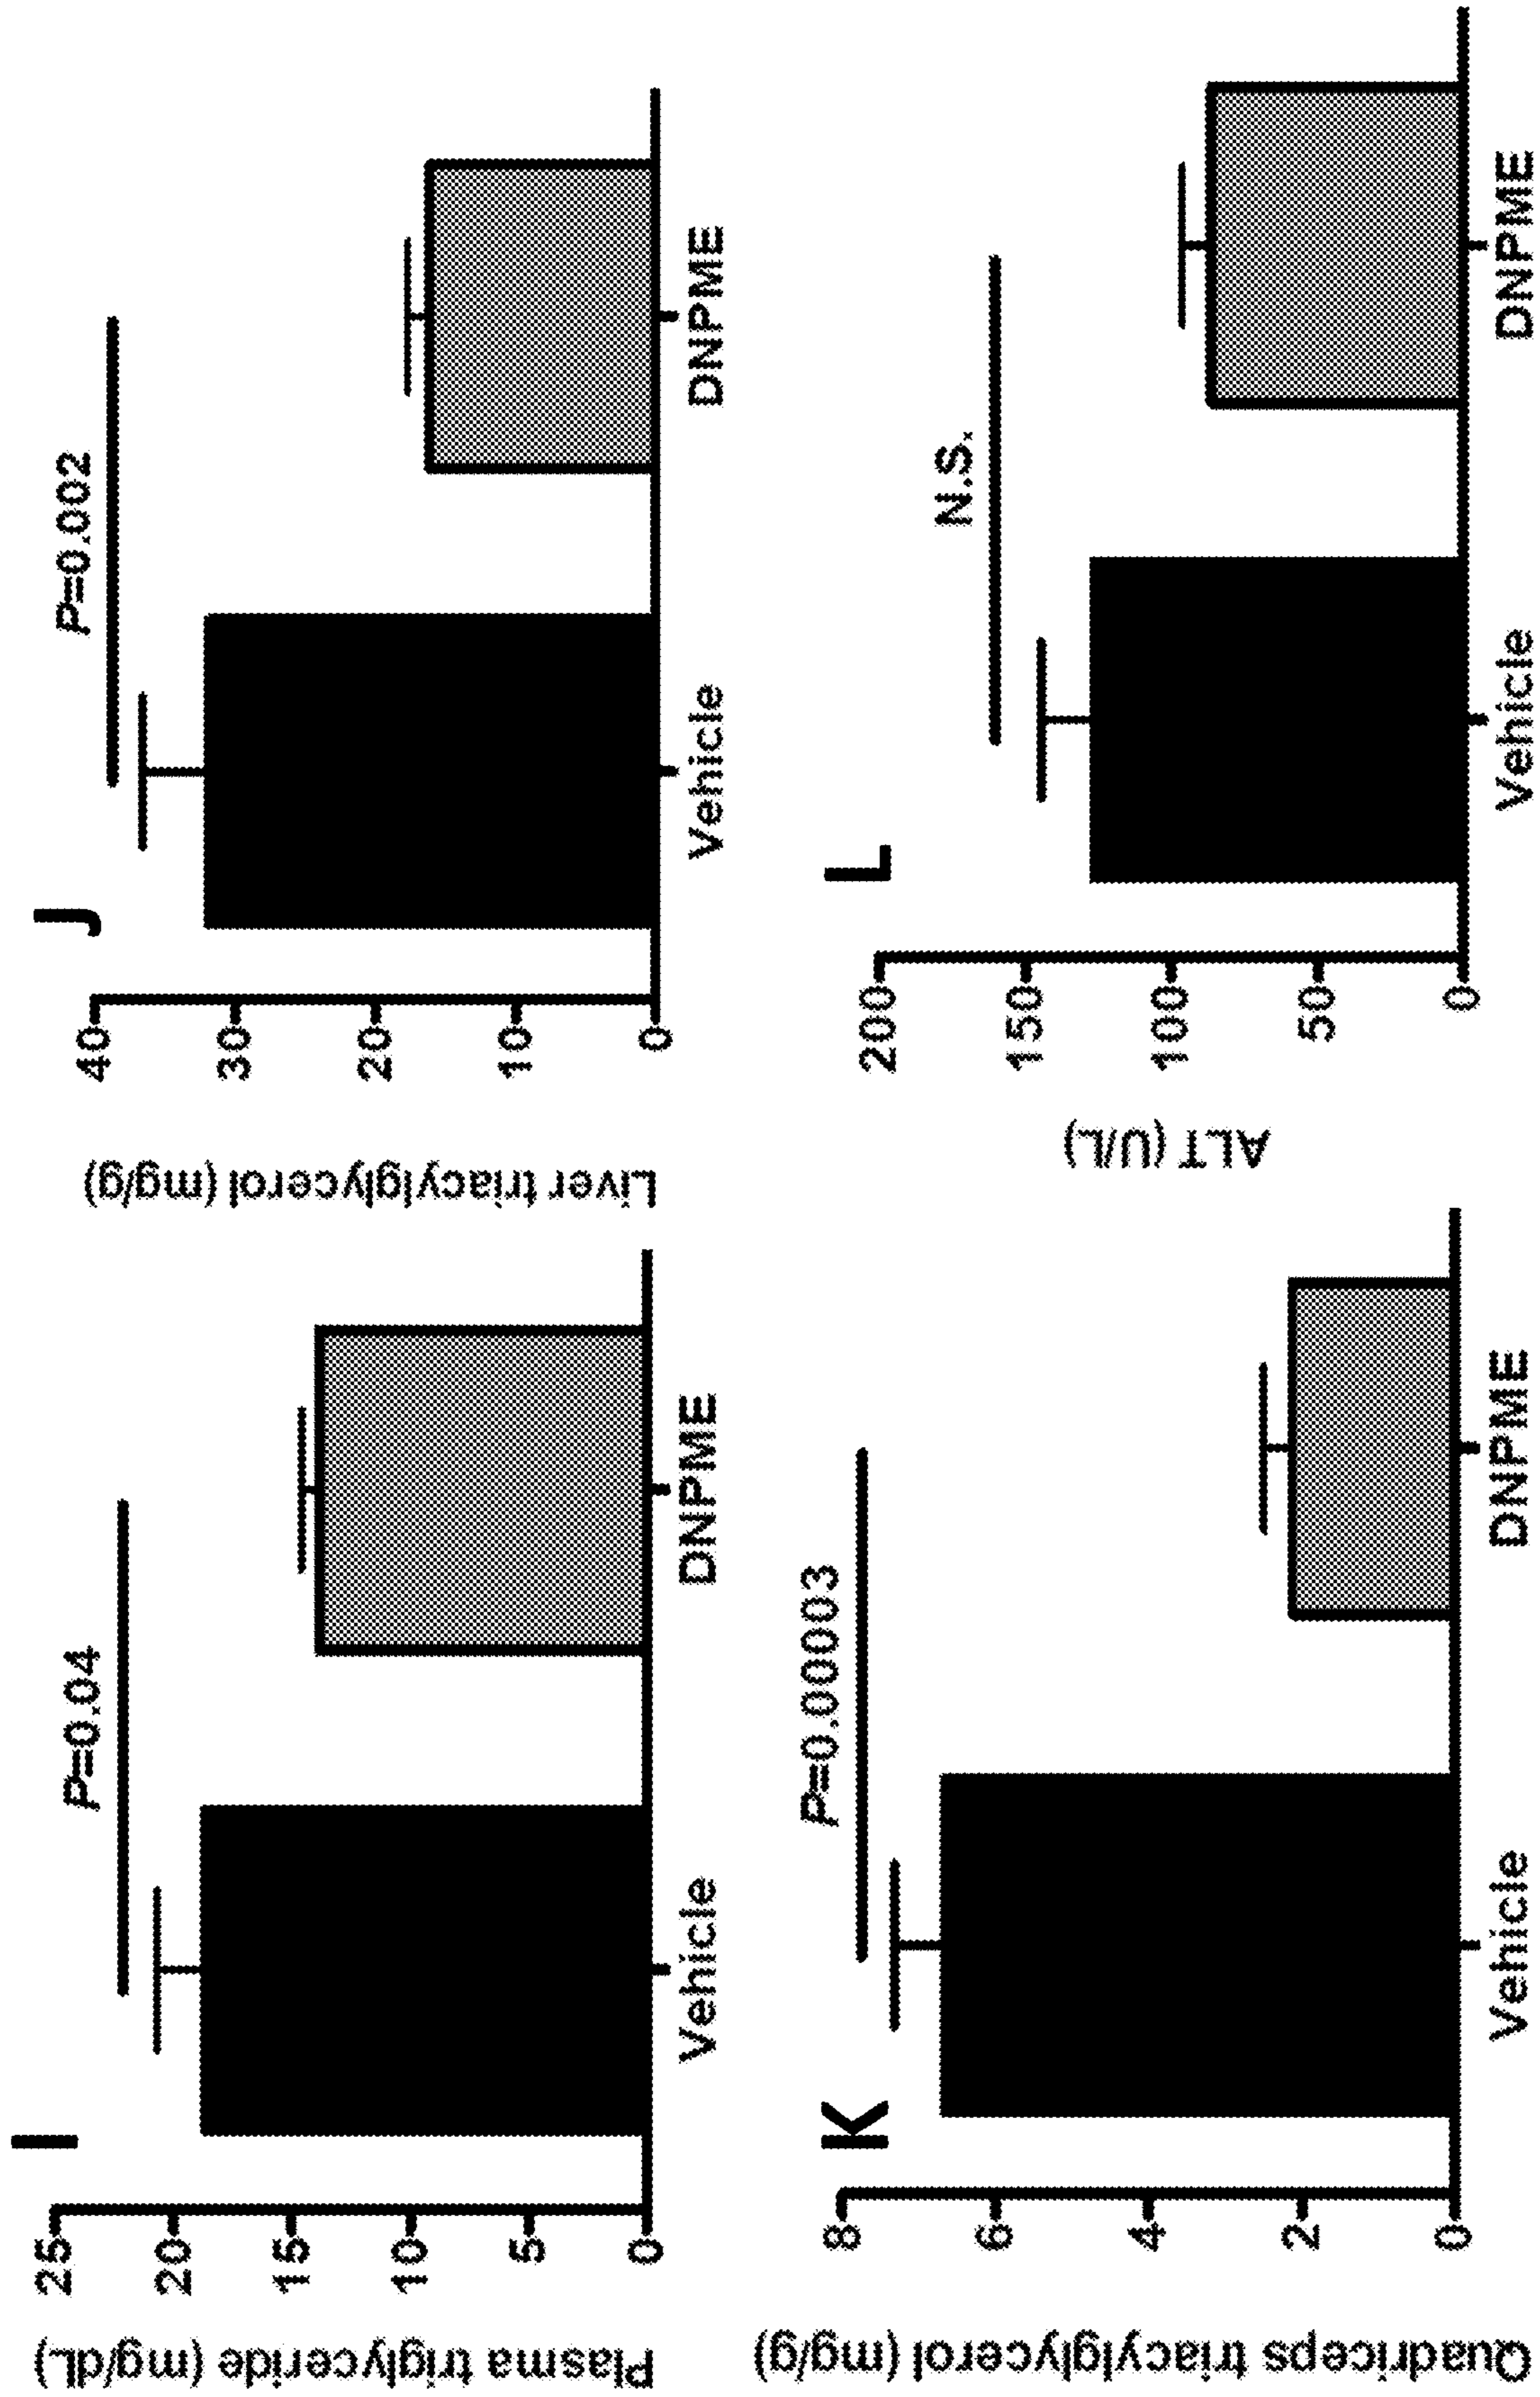 I
Plasma triglyceride (mg/dL)
25
20
15
10
5
0
P=0.04
Vehicle
DNPME
J
Liver triacylglycerol (mg/g)
40
30
20
10
0
P=0.002
Vehicle
DNPME
K
Quadriceps triacylglycerol (mg/g)
8
6
4
2
0
P=0.00003
Vehicle
DNPME
L
ALT (U/L)
200
150
100
50
0
N.S.
Vehicle
DNPME